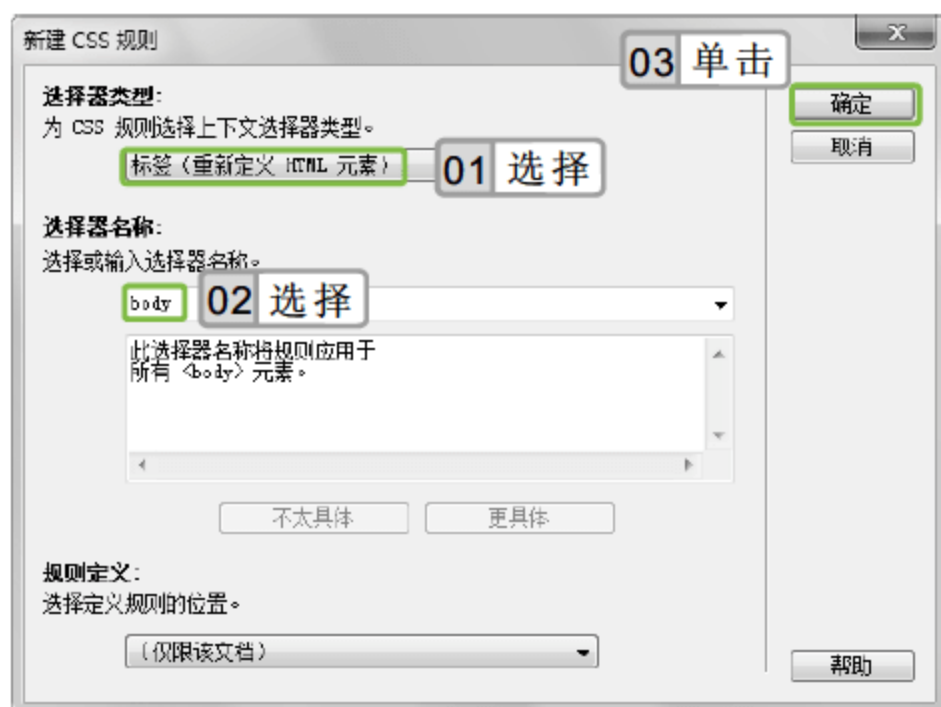 新建 CSS 规则
03 单击
选择器类型:
为 CSS 规则选择上下文选择器类型。
标签（重新定义 HTML 元素）
01 选择
确定
取消
选择器名称:
选择或输入选择器名称。
body
02 选择
此选择器名称将规则应用于
所有 <body> 元素。
不太具体
更具体
规则定义:
选择定义规则的位置。
（仅限该文档）
帮助